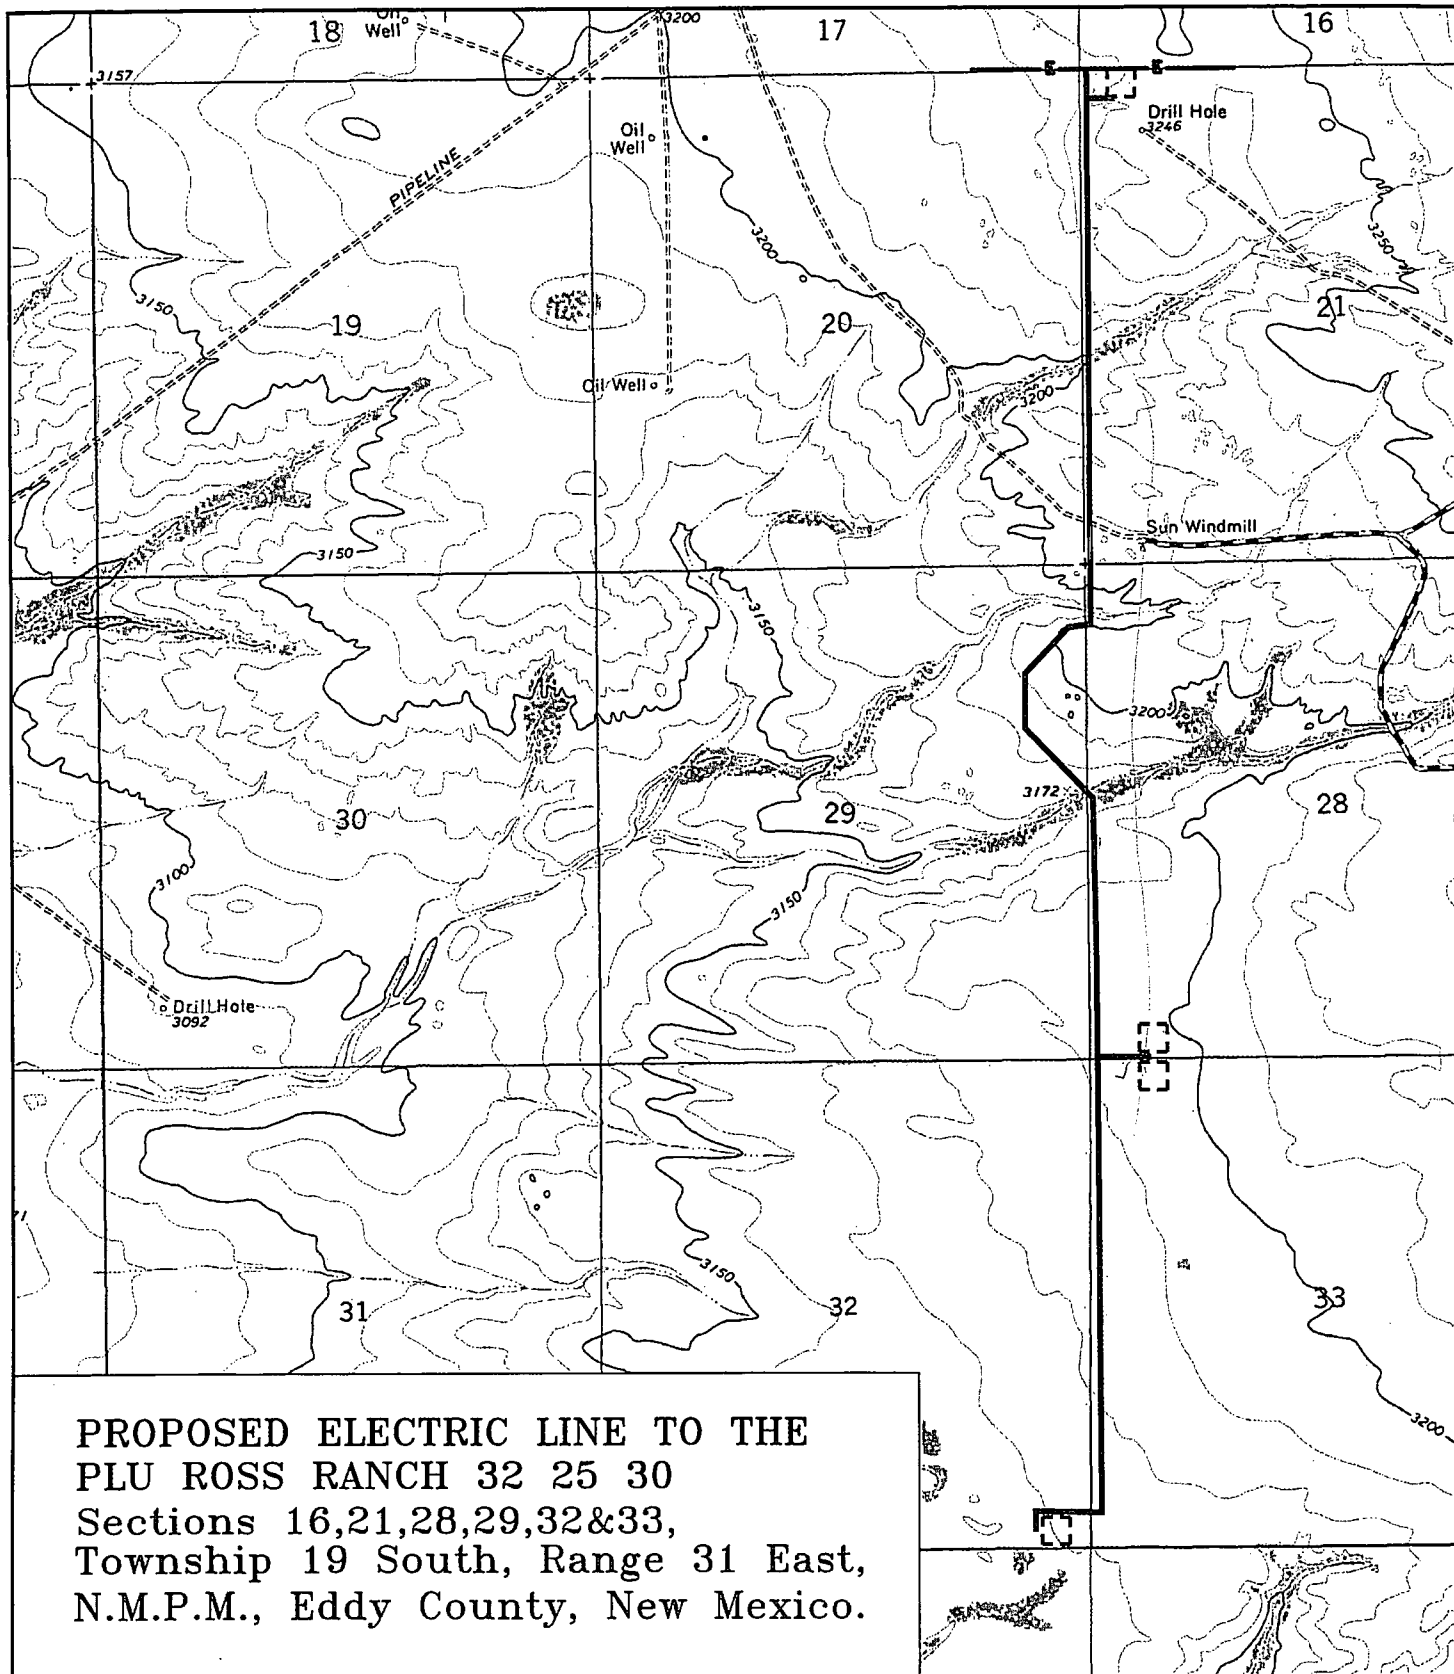 Oil
Well
18
3200
17
16
3157
Drill Hole
3246
Oil
Well
PIPELINE
3200
3250
3150
19
20
21
Oil Well
3200
Sun Windmill
3150
3150
3200
3172
30
29
28
3100
3150
Drill Hole
3092
3150
31
32
33
3200
PROPOSED ELECTRIC LINE TO THE
PLU ROSS RANCH 32 25 30
Sections 16,21,28,29,32&33,
Township 19 South, Range 31 East,
N.M.P.M., Eddy County, New Mexico.